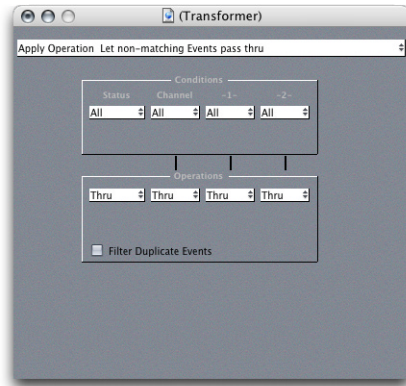 (Transformer)
Apply Operation Let non-matching Events pass thru
Conditions
Status Channel -1- -2-
All All All All
Operations
Thru Thru Thru Thru
Filter Duplicate Events